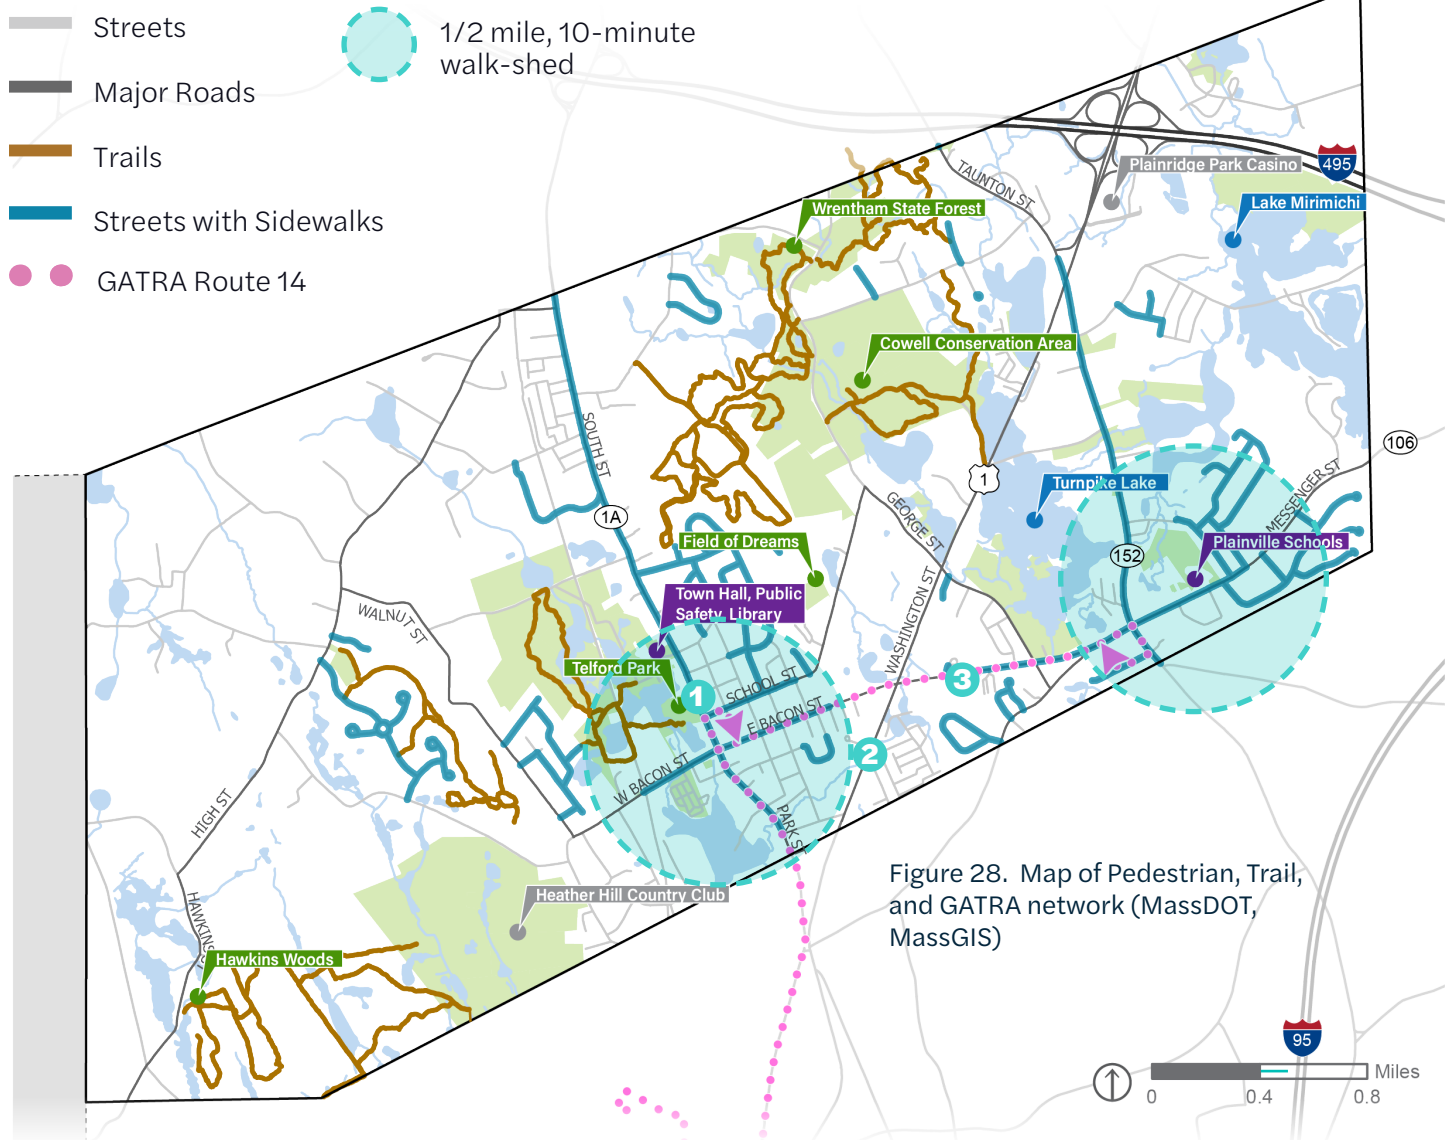 Streets
Major Roads
Trails
Streets with Sidewalks
GATRA Route 14
1/2 mile, 10-minute
walk-shed
TAUNTON ST
Plainridge Park Casino
495
Lake Mirimichi
Wrentham State Forest
Cowell Conservation Area
SOUTH ST
1A
1
106
Turnpike Lake
MESSENGER ST
GEORGE ST
Field of Dreams
152
Plainville Schools
Town Hall, Public
Safety, Library
WALNUT ST
WASHINGTON ST
Telford Park
1
SCHOOL ST
3
E BACON ST
2
W BACON ST
PARK ST
HIGH ST
Heather Hill Country Club
HAWKINS
Hawkins Woods
Figure 28. Map of Pedestrian, Trail,
and GATRA network (MassDOT,
MassGIS)
95
Miles
0
0.4
0.8